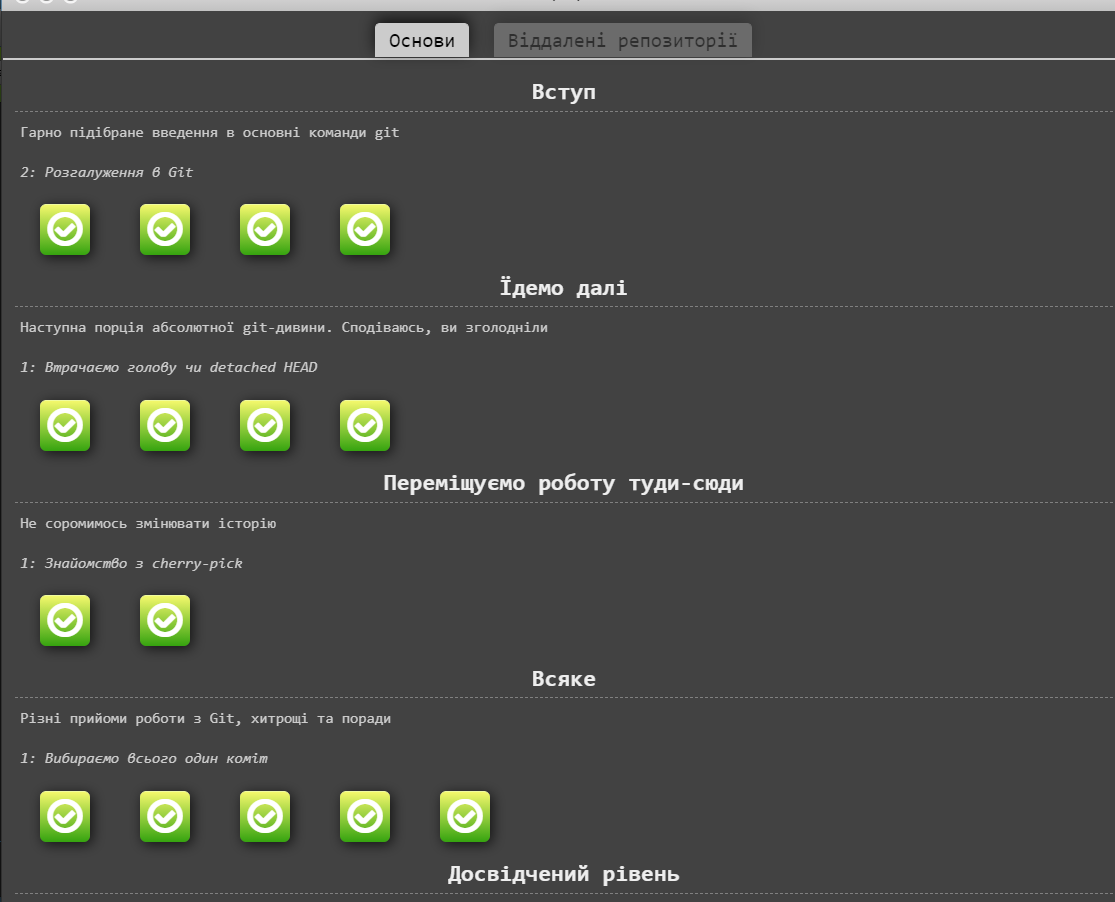 Основи
Віддалені репозиторії
Вступ
Гарно підібране введення в основні команди git
2: Розгалуження в Git
Їдемо далі
Наступна порція абсолютної git-дивини. Сподіваюсь, ви зголодніли
1: Втрачаємо голову чи detached HEAD
Переміщуємо роботу туди-сюди
Не соромимось змінювати історію
1: Знайомство з cherry-pick
Всяке
Різні прийоми роботи з Git, хитрощі та поради
1: Вибираємо всього один коміт
Досвідчений рівень